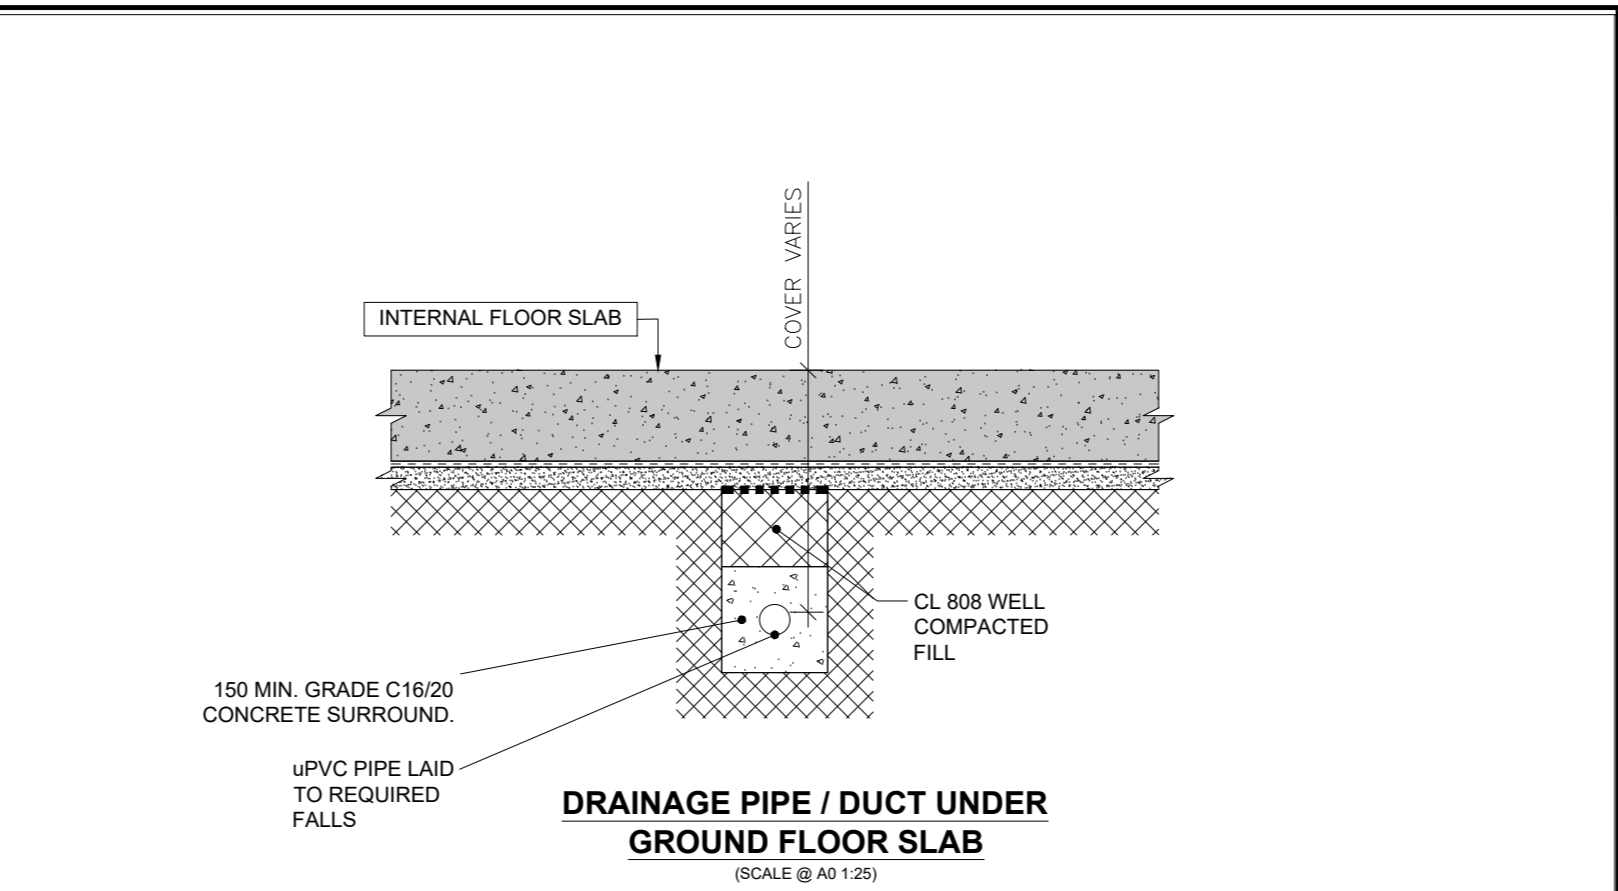 COVER VARIES
INTERNAL FLOOR SLAB
CL 808 WELL
COMPACTED
FILL
150 MIN. GRADE C16/20
CONCRETE SURROUND.
uPVC PIPE LAID
TO REQUIRED
FALLS
DRAINAGE PIPE / DUCT UNDER
GROUND FLOOR SLAB
(SCALE @ A0 1:25)